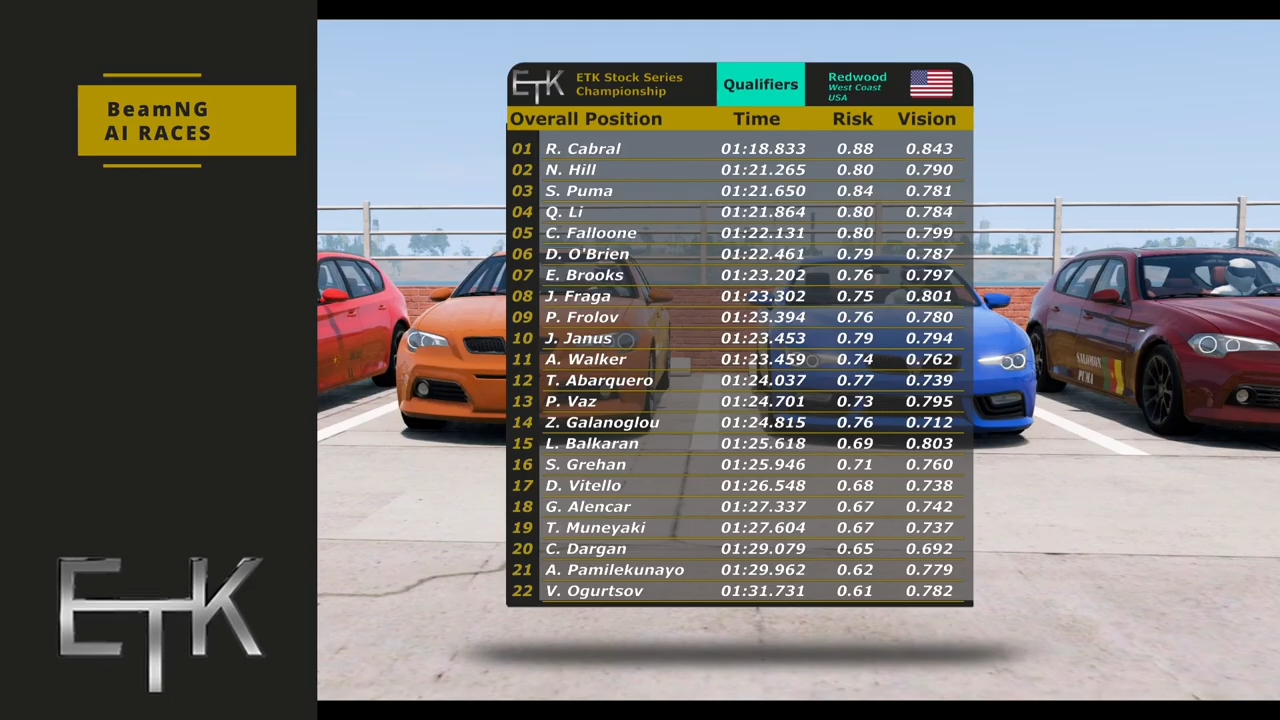 BeamNG
AI RACES
ETK
ETK Stock Series
Championship
Qualifiers
Redwood
West Coast
USA
Overall Position Time Risk Vision
01 R. Cabral 01:18.833 0.88 0.843
02 N. Hill 01:21.265 0.80 0.790
03 S. Puma 01:21.650 0.84 0.781
04 Q. Li 01:21.864 0.80 0.784
05 C. Falloone 01:22.131 0.80 0.799
06 D. O'Brien 01:22.461 0.79 0.787
07 E. Brooks 01:23.202 0.76 0.797
08 J. Fraga 01:23.302 0.75 0.801
09 P. Frolov 01:23.394 0.76 0.780
10 J. Janus 01:23.453 0.79 0.794
11 A. Walker 01:23.459 0.74 0.762
12 T. Abarquero 01:24.037 0.77 0.739
13 P. Vaz 01:24.701 0.73 0.795
14 Z. Galanoglou 01:24.815 0.76 0.712
15 L. Balkaran 01:25.618 0.69 0.803
16 S. Grehan 01:25.946 0.71 0.760
17 D. Vitello 01:26.548 0.68 0.738
18 G. Alencar 01:27.337 0.67 0.742
19 T. Muneyaki 01:27.604 0.67 0.737
20 C. Dargan 01:29.079 0.65 0.692
21 A. Pamilekunayo 01:29.962 0.62 0.779
22 V. Ogurtsov 01:31.731 0.61 0.782
SALOMON
PUMA
ETK